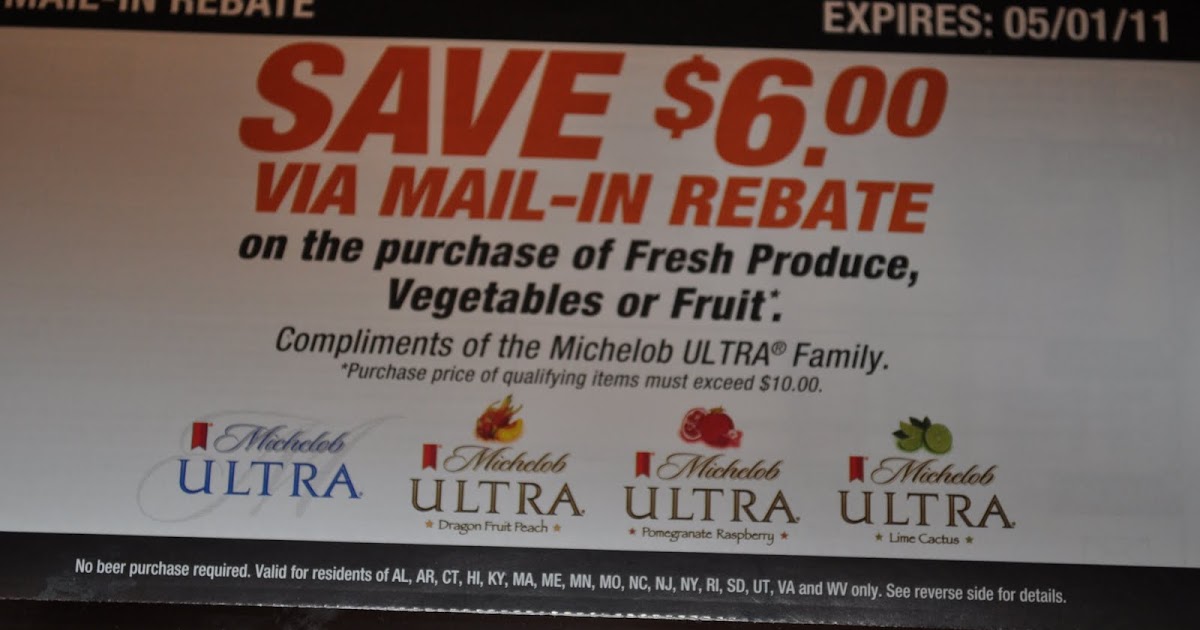 MAIL-IN REBATE
EXPIRES: 05/01/11
SAVE $6.00
VIA MAIL-IN REBATE
on the purchase of Fresh Produce,
Vegetables or Fruit*.
Compliments of the Michelob ULTRA® Family.
*Purchase price of qualifying items must exceed $10.00.
Michelob
ULTRA
Michelob
ULTRA
Dragon Fruit Peach
Michelob
ULTRA
Pomegranate Raspberry
Michelob
ULTRA
Lime Cactus
No beer purchase required. Valid for residents of AL, AR, CT, HI, KY, MA, ME, MN, MO, NC, NJ, NY, RI, SD, UT, VA and WV only. See reverse side for details.